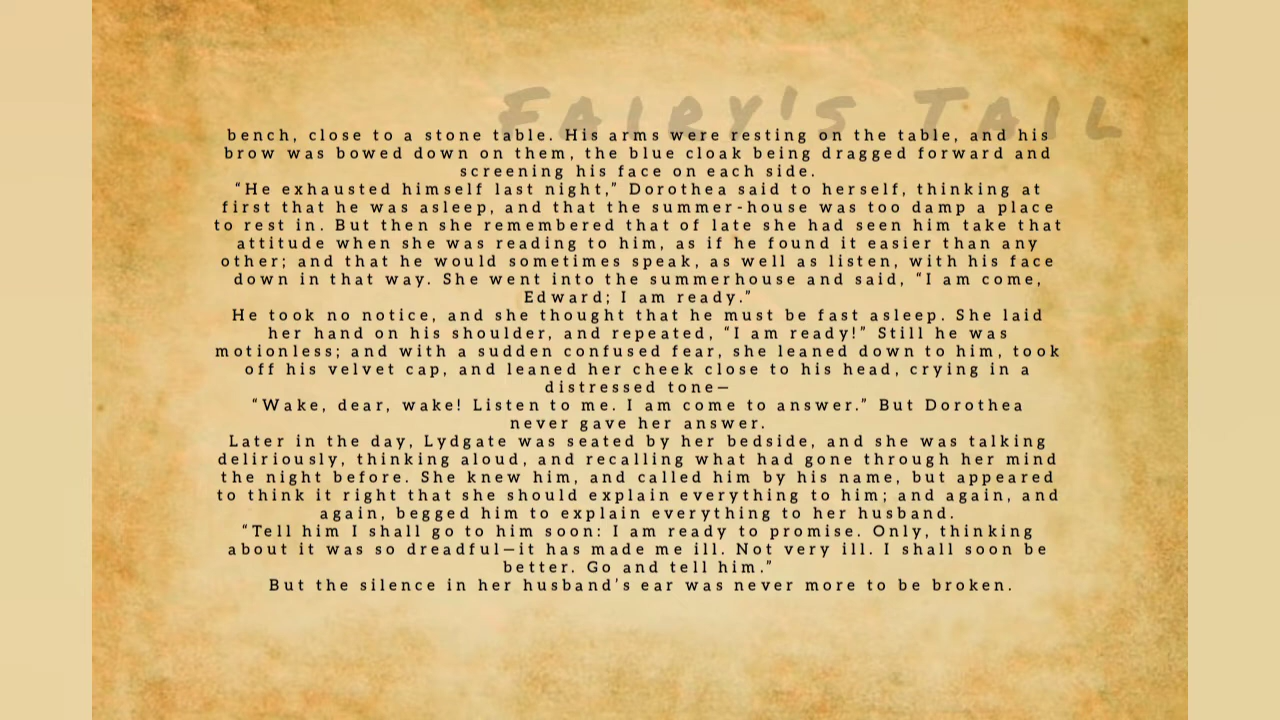 Fairy's Tail
bench, close to a stone table. His arms were resting on the table, and his
brow was bowed down on them, the blue cloak being dragged forward and
screening his face on each side.
“He exhausted himself last night,” Dorothea said to herself, thinking at
first that he was asleep, and that the summer-house was too damp a place
to rest in. But then she remembered that of late she had seen him take that
attitude when she was reading to him, as if he found it easier than any
other; and that he would sometimes speak, as well as listen, with his face
down in that way. She went into the summerhouse and said, “I am come,
Edward; I am ready.”
He took no notice, and she thought that he must be fast asleep. She laid
her hand on his shoulder, and repeated, “I am ready!” Still he was
motionless; and with a sudden confused fear, she leaned down to him, took
off his velvet cap, and leaned her cheek close to his head, crying in a
distressed tone—
“Wake, dear, wake! Listen to me. I am come to answer.” But Dorothea
never gave her answer.
Later in the day, Lydgate was seated by her bedside, and she was talking
deliriously, thinking aloud, and recalling what had gone through her mind
the night before. She knew him, and called him by his name, but appeared
to think it right that she should explain everything to him; and again, and
again, begged him to explain everything to her husband.
“Tell him I shall go to him soon: I am ready to promise. Only, thinking
about it was so dreadful—it has made me ill. Not very ill. I shall soon be
better. Go and tell him.”
But the silence in her husband’s ear was never more to be broken.